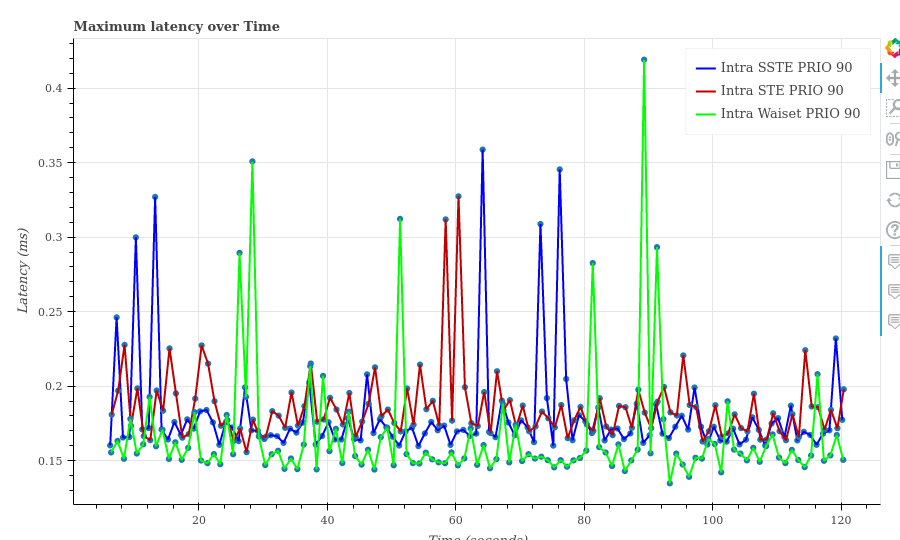 Maximum latency over Time
Intra SSTE PRIO 90
Intra STE PRIO 90
Intra Waiset PRIO 90
Latency (ms)
0.4
0.35
0.3
0.25
0.2
0.15
20 40 60 80 100 120
Time (seconds)